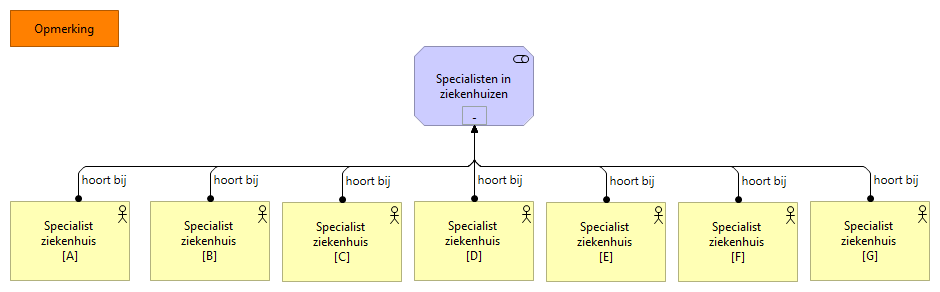 Opmerking
Specialisten in
ziekenhuizen
-
hoort bij
hoort bij
hoort bij
hoort bij
hoort bij
hoort bij
hoort bij
Specialist
ziekenhuis
[A]
Specialist
ziekenhuis
[B]
Specialist
ziekenhuis
[C]
Specialist
ziekenhuis
[D]
Specialist
ziekenhuis
[E]
Specialist
ziekenhuis
[F]
Specialist
ziekenhuis
[G]